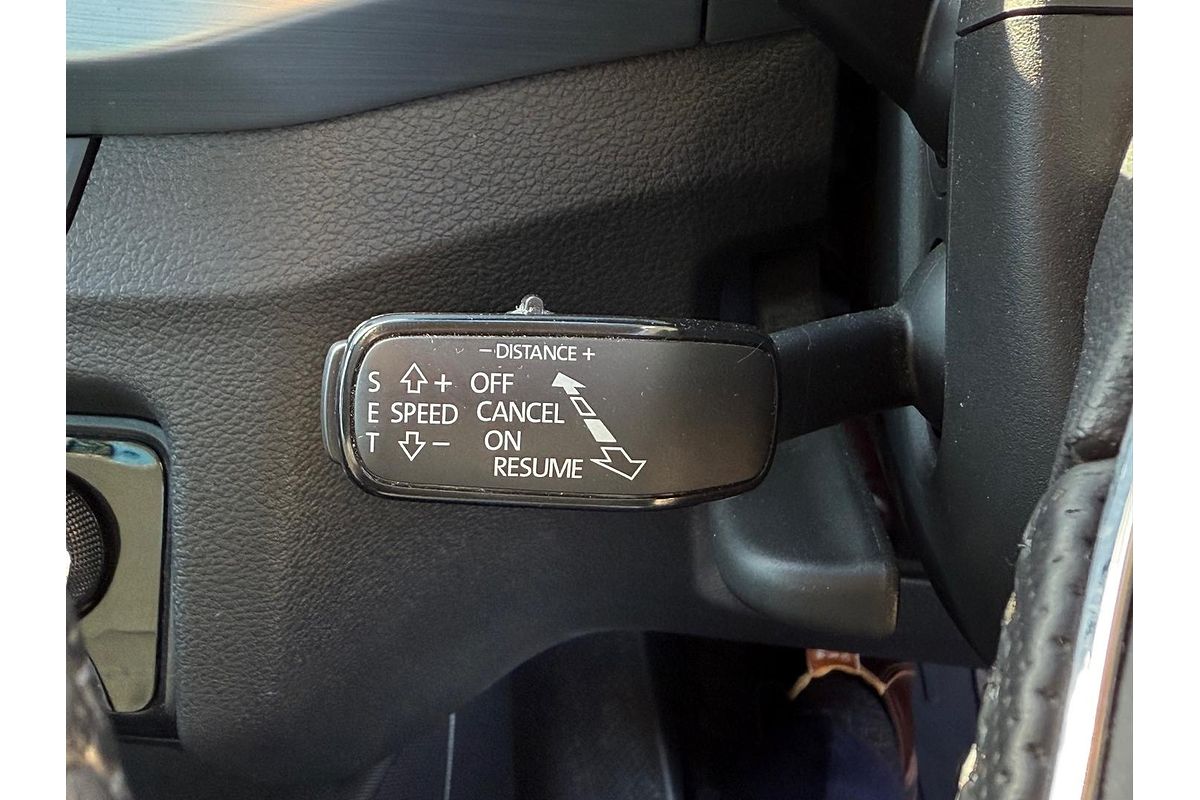 − DISTANCE +
S + OFF
E SPEED CANCEL
T − ON
RESUME